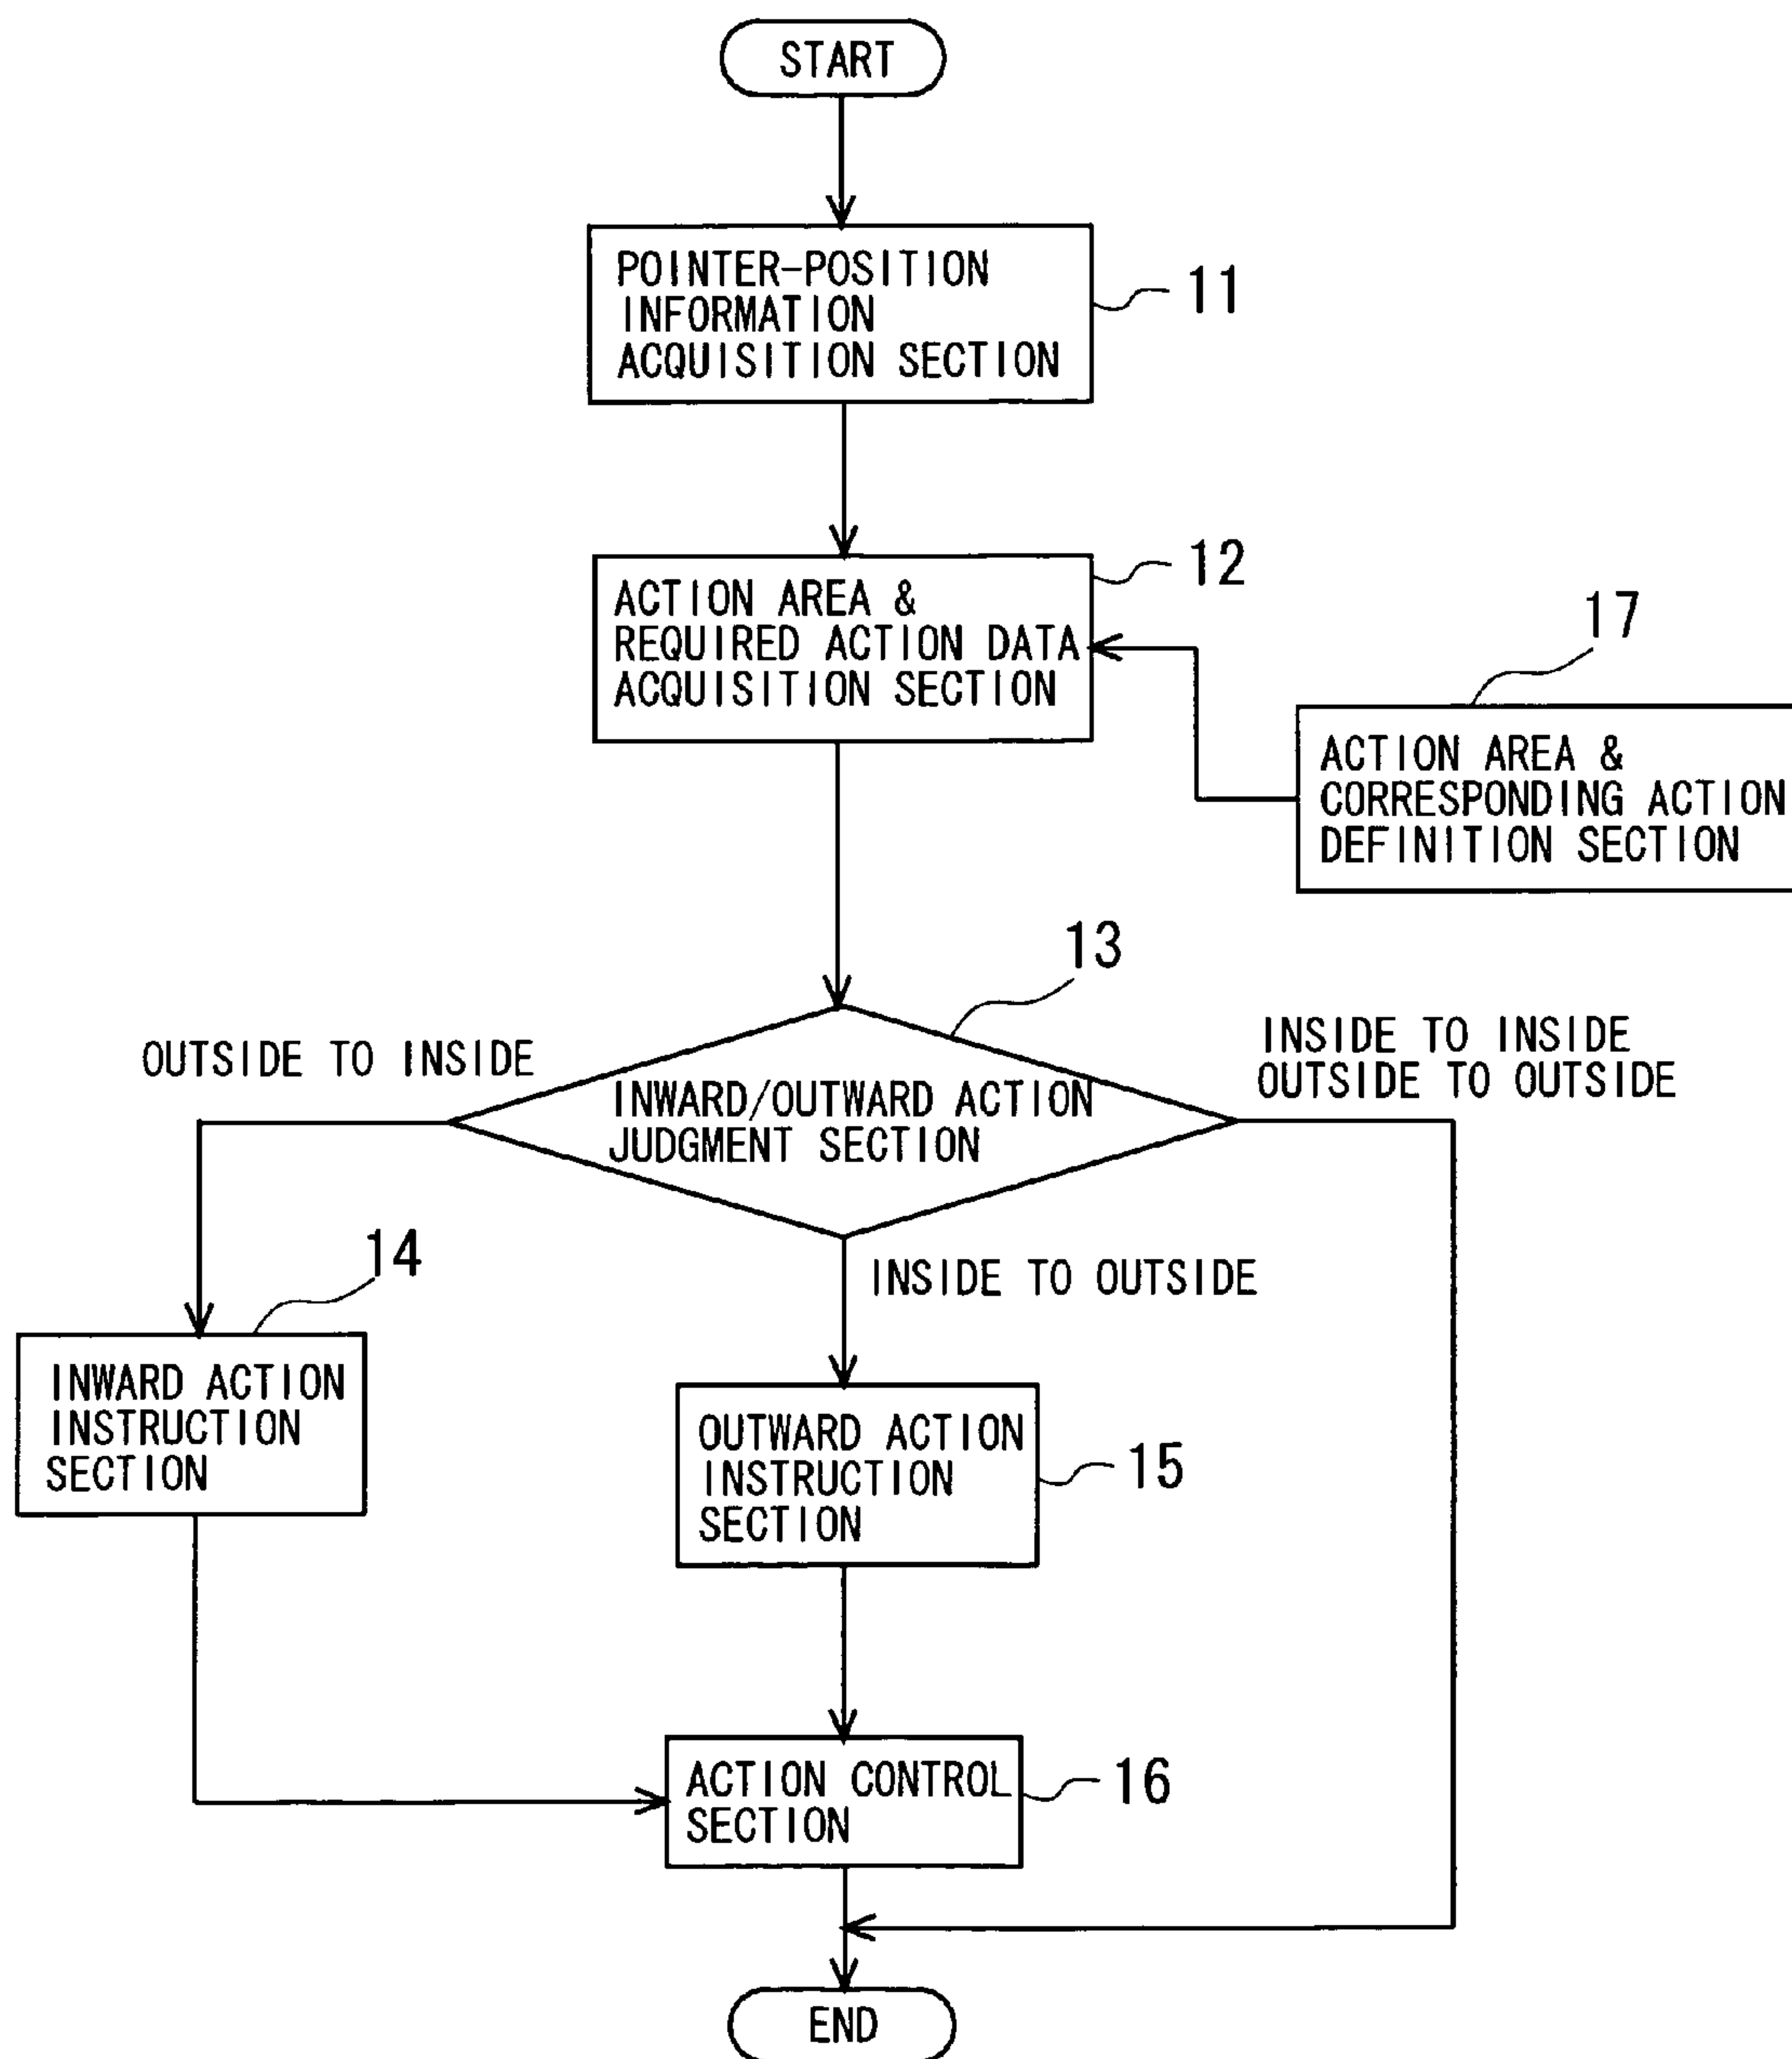 START
POINTER-POSITION
INFORMATION
ACQUISITION SECTION
11
ACTION AREA &
REQUIRED ACTION DATA
ACQUISITION SECTION
12
17
ACTION AREA &
CORRESPONDING ACTION
DEFINITION SECTION
13
OUTSIDE TO INSIDE
INSIDE TO INSIDE
OUTSIDE TO OUTSIDE
INWARD/OUTWARD ACTION
JUDGMENT SECTION
14
INSIDE TO OUTSIDE
INWARD ACTION
INSTRUCTION
SECTION
OUTWARD ACTION
INSTRUCTION
SECTION
15
ACTION CONTROL
SECTION
16
END